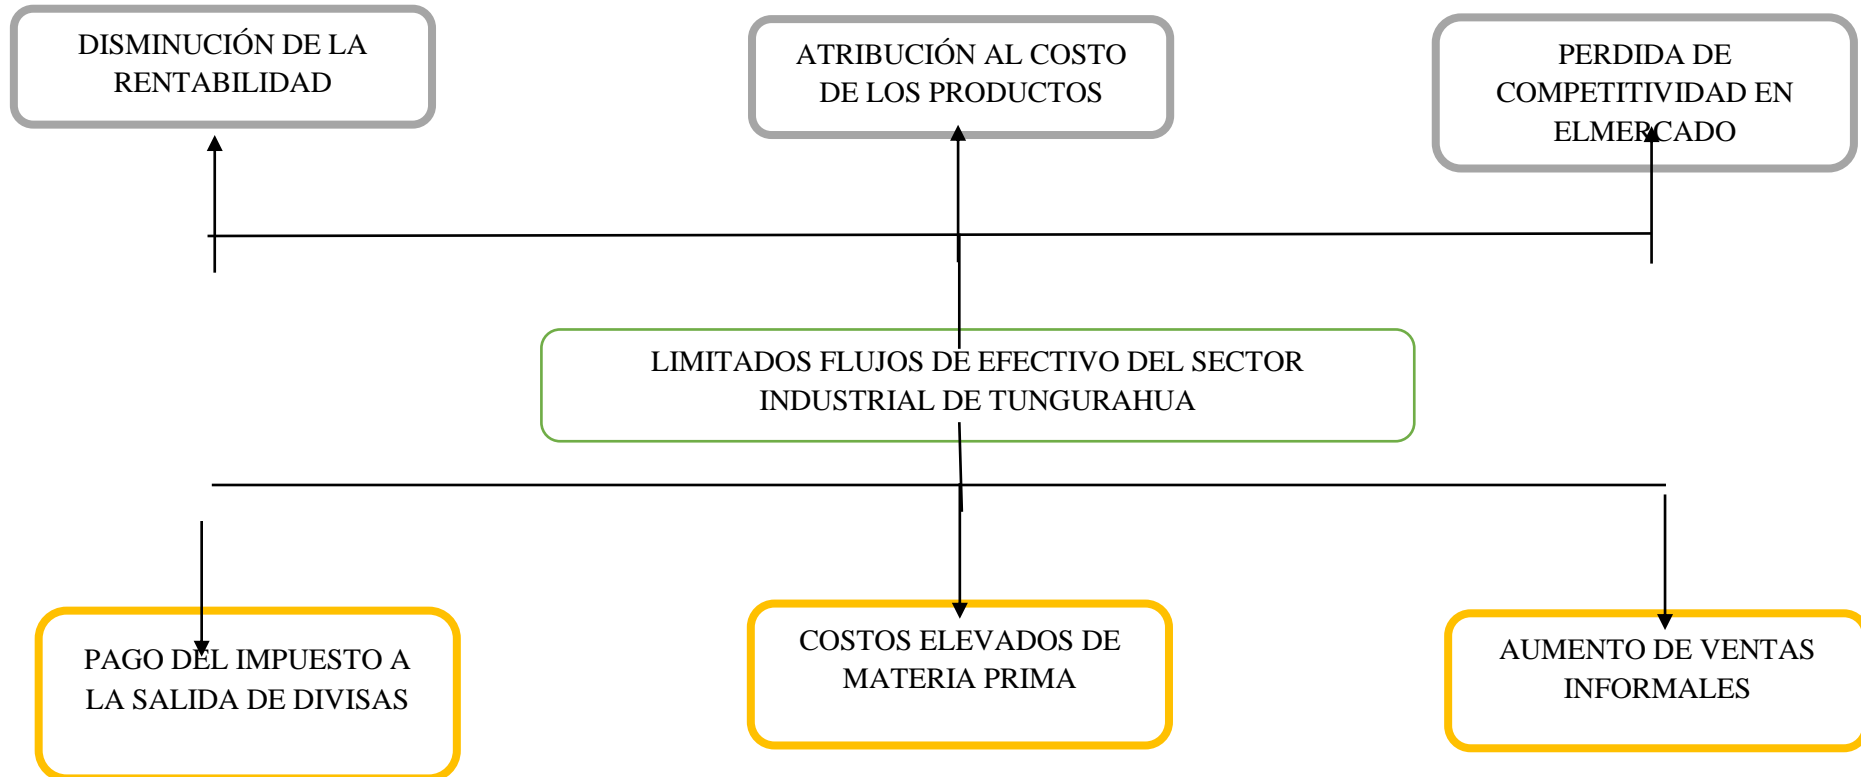 DISMINUCIÓN DE LA
RENTABILIDAD
ATRIBUCIÓN AL COSTO
DE LOS PRODUCTOS
PERDIDA DE
COMPETITIVIDAD EN
ELMERCADO
LIMITADOS FLUJOS DE EFECTIVO DEL SECTOR
INDUSTRIAL DE TUNGURAHUA
PAGO DEL IMPUESTO A
LA SALIDA DE DIVISAS
COSTOS ELEVADOS DE
MATERIA PRIMA
AUMENTO DE VENTAS
INFORMALES